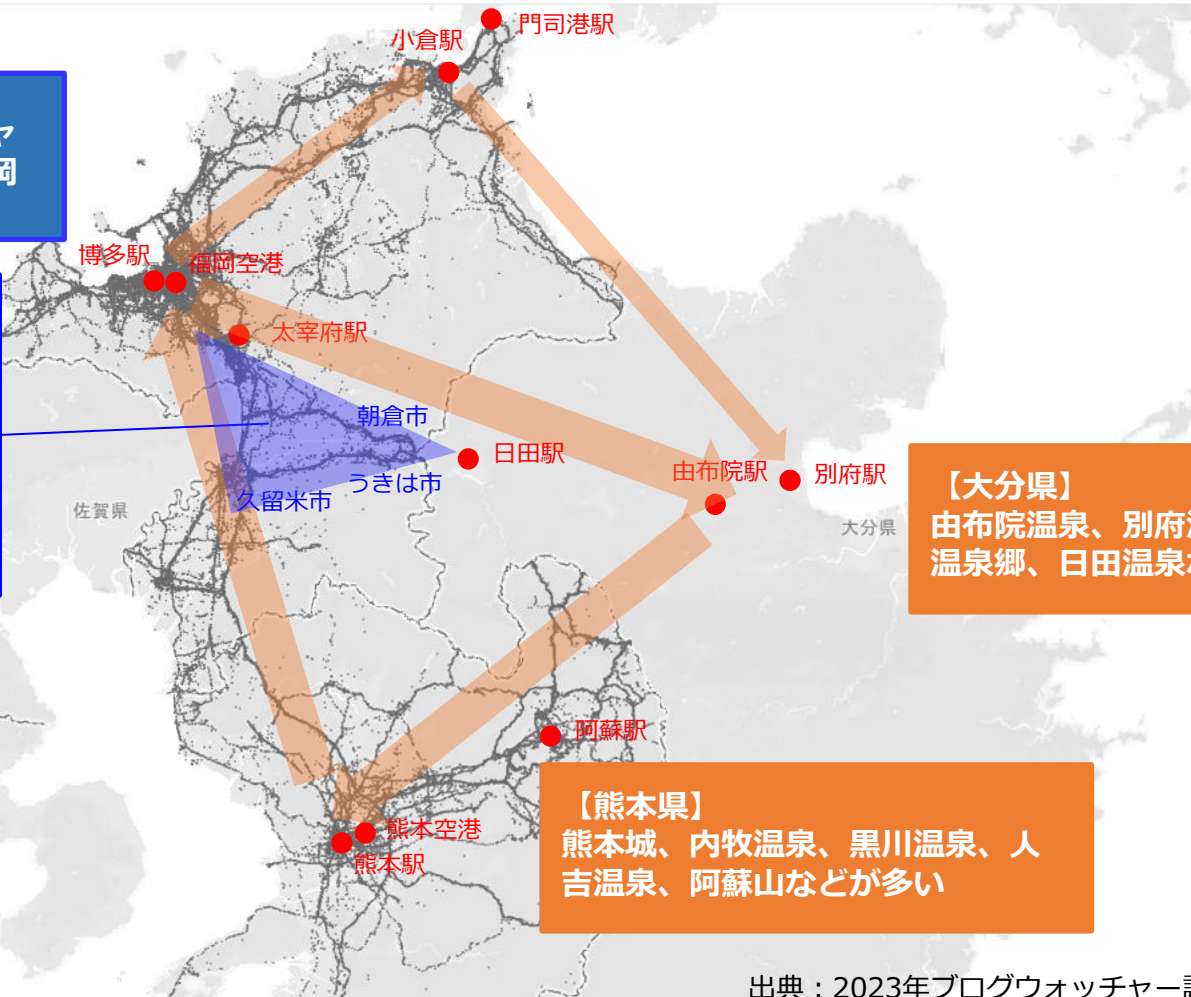 門司港駅
小倉駅
ヤ
岡
博多駅
福岡空港
太宰府駅
朝倉市
日田駅
うきは市
久留米市
由布院駅
別府駅
佐賀県
大分県
【大分県】
由布院温泉、別府
温泉郷、日田温泉
阿蘇駅
【熊本県】
熊本城、内牧温泉、黒川温泉、人
吉温泉、阿蘇山などが多い
熊本空港
熊本駅
出典：2023年ブログウォッチャー